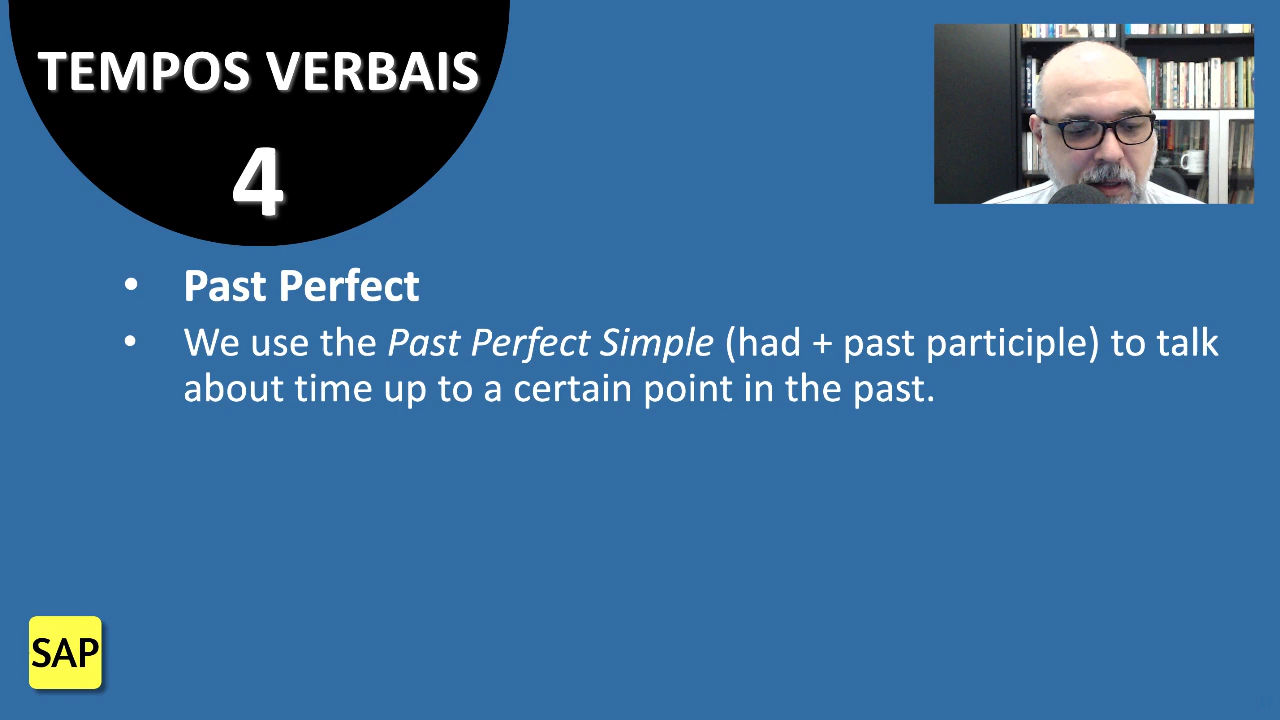 TEMPOS VERBAIS
4
• Past Perfect
• We use the Past Perfect Simple (had + past participle) to talk
about time up to a certain point in the past.
SAP